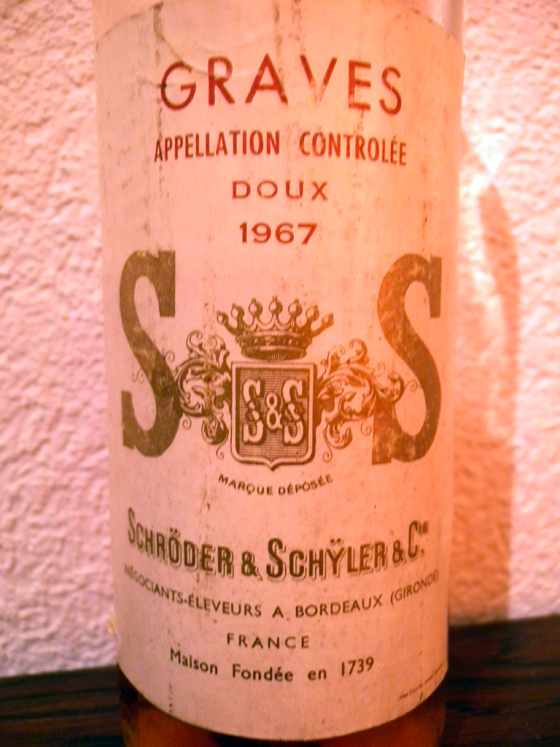 GRAVES
APPELLATION CONTROLÉE
DOUX
1967
S S
S&S
MARQUE DÉPOSÉE
SCHRÖDER & SCHŸLER & Cie
NÉGOCIANTS-ÉLEVEURS A BORDEAUX (GIRONDE)
FRANCE
Maison Fondée en 1739